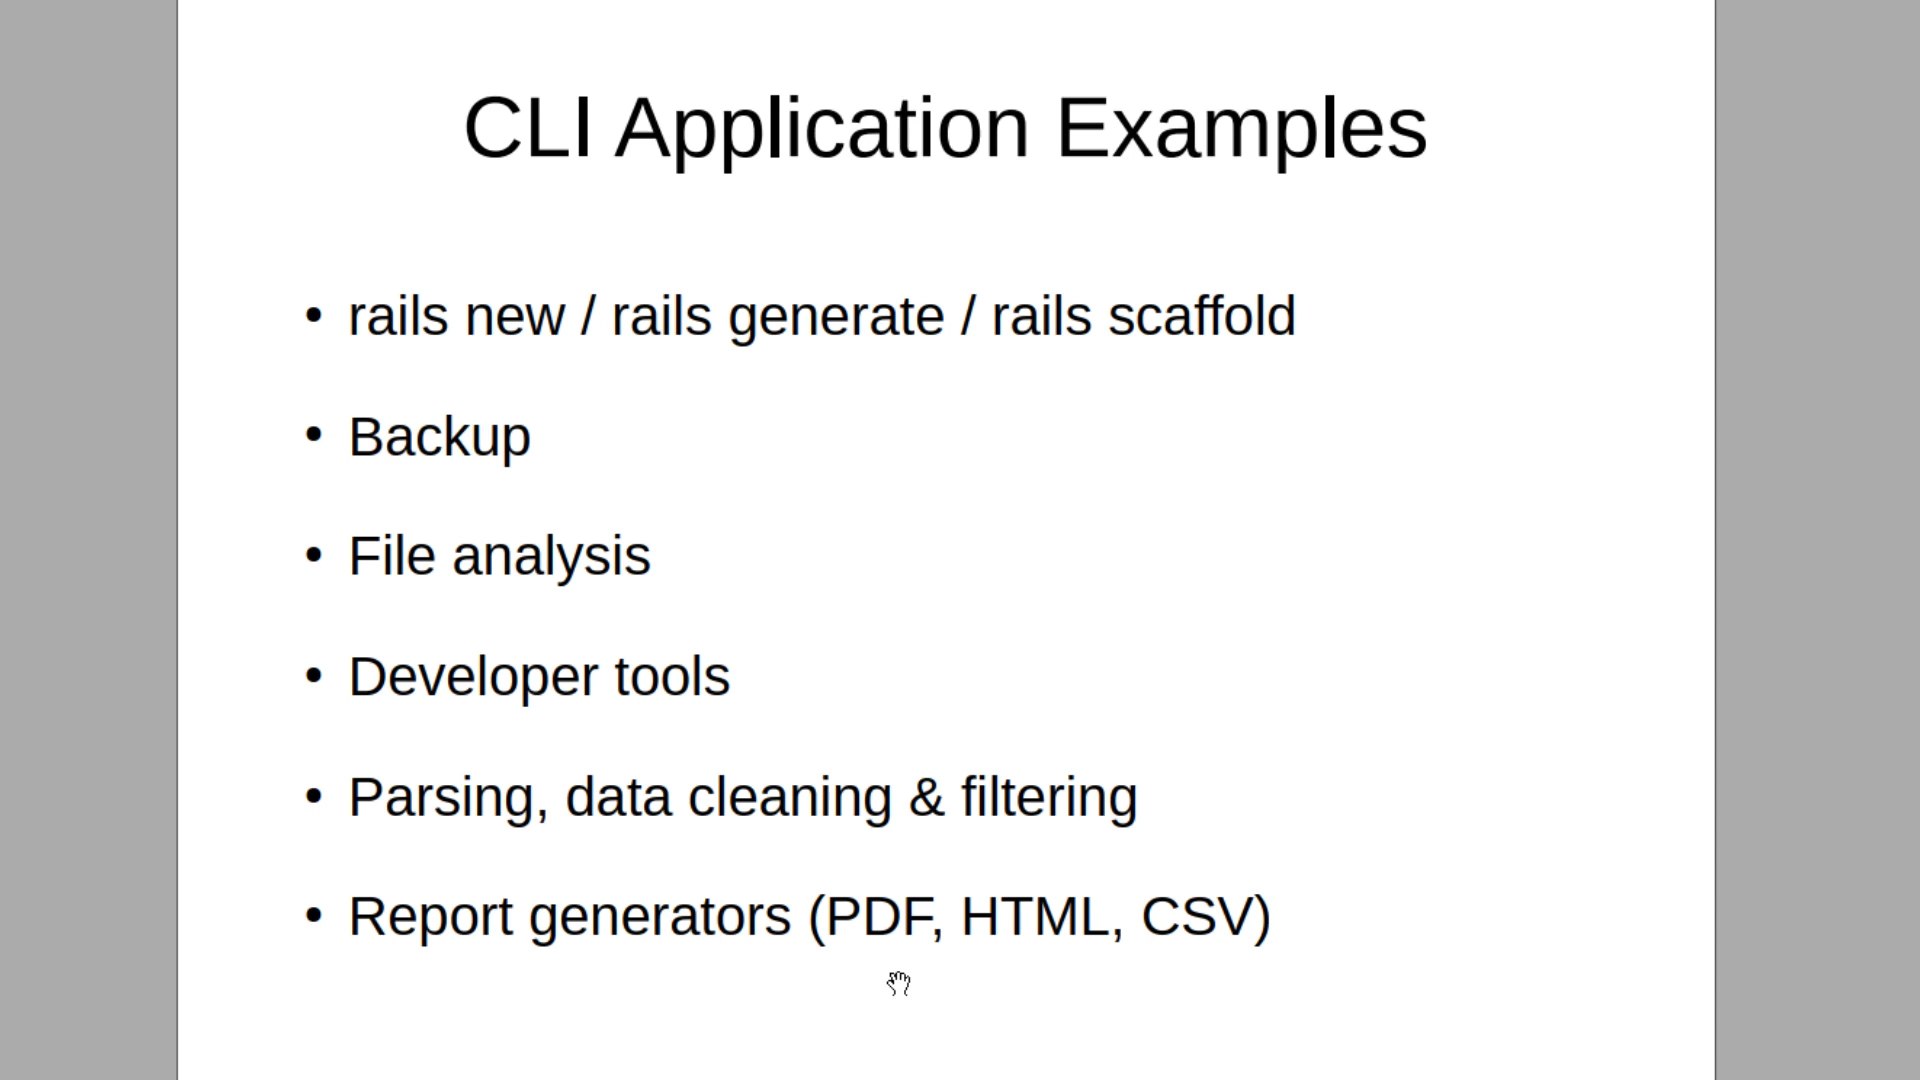 CLI Application Examples
• rails new / rails generate / rails scaffold
• Backup
• File analysis
• Developer tools
• Parsing, data cleaning & filtering
• Report generators (PDF, HTML, CSV)